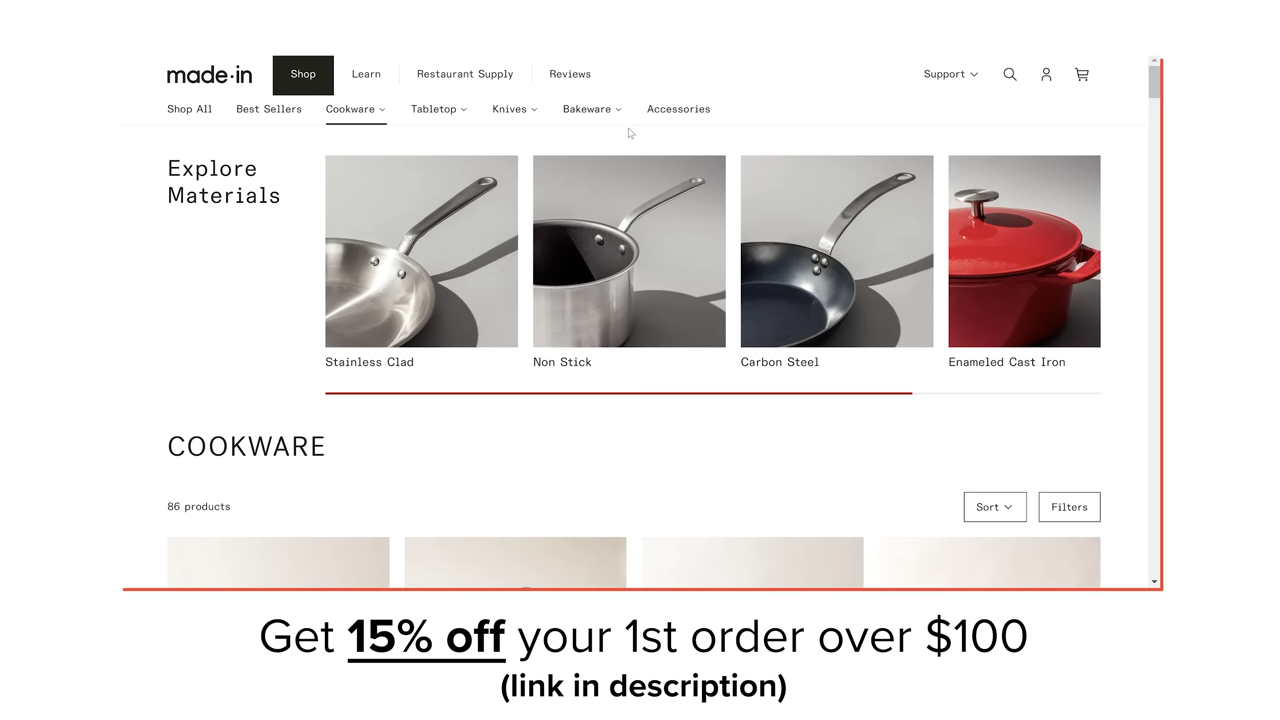 made·in
Shop
Learn
Restaurant Supply
Reviews
Support
Shop All
Best Sellers
Cookware
Tabletop
Knives
Bakeware
Accessories
Explore
Materials
Stainless Clad
Non Stick
Carbon Steel
Enameled Cast Iron
COOKWARE
86 products
Sort
Filters
Get 15% off your 1st order over $100
(link in description)